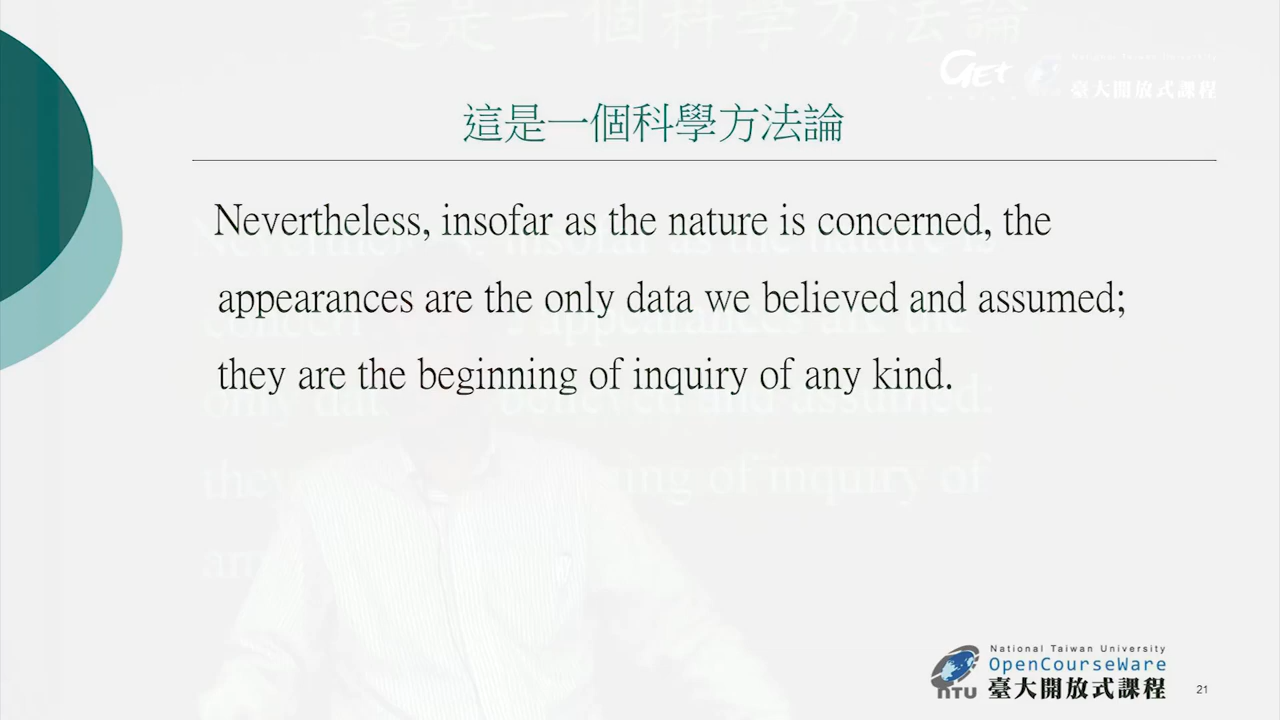 這是一個科學方法論
GET
臺大開放式課程
這是一個科學方法論
Nevertheless, insofar as the nature is concerned, the
appearances are the only data we believed and assumed;
they are the beginning of inquiry of any kind.
National Taiwan University
OpenCourseWare
NTU
臺大開放式課程
21